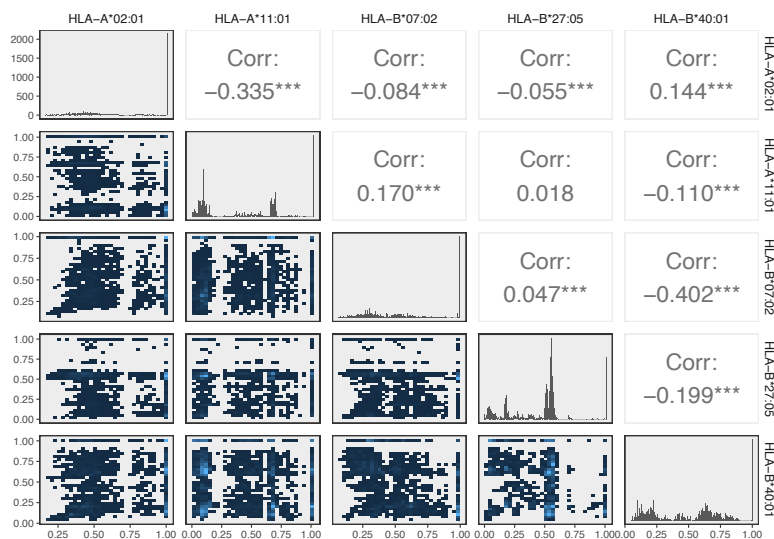 HLA−A*02:01 HLA−A*11:01 HLA−B*07:02 HLA−B*27:05 HLA−B*40:01
2000
1500
1000
500
0
Corr:
−0.335***
Corr:
−0.084***
Corr:
−0.055***
Corr:
0.144***
HLA−A*02:01
1.00
0.75
0.50
0.25
0.00
Corr:
0.170***
Corr:
0.018
Corr:
−0.110***
HLA−A*11:01
1.00
0.75
0.50
0.25
Corr:
0.047***
Corr:
−0.402***
HLA−B*07:02
1.00
0.75
0.50
0.25
0.00
Corr:
−0.199***
HLA−B*27:05
1.00
0.75
0.50
0.25
0.00
HLA−B*40:01
0.25 0.50 0.75 1.00
0.00 0.25 0.50 0.75 1.00
0.25 0.50 0.75 1.00
0.00 0.25 0.50 0.75 1.00
0.00 0.25 0.50 0.75 1.00